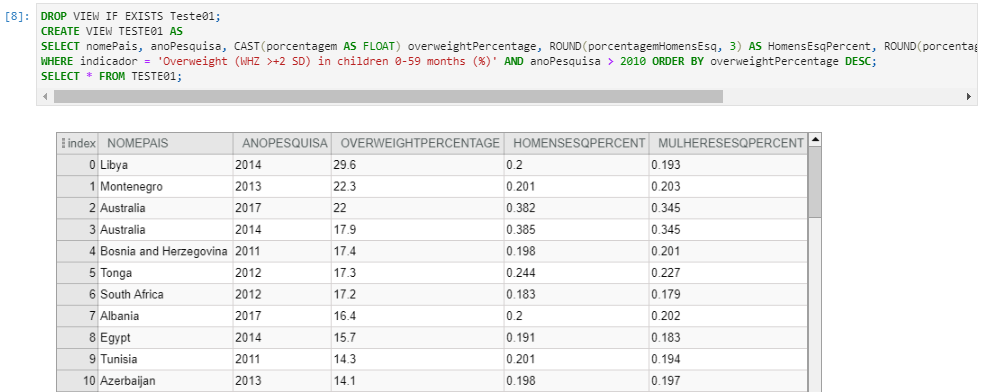 [8]: DROP VIEW IF EXISTS Teste01;
CREATE VIEW TESTE01 AS
SELECT nomePais, anoPesquisa, CAST(porcentagem AS FLOAT) overweightPercentage, ROUND(porcentagemHomensEsq, 3) AS HomensEsqPercent, ROUND(porcentag
WHERE indicador = 'Overweight (WHZ >+2 SD) in children 0-59 months (%)' AND anoPesquisa > 2010 ORDER BY overweightPercentage DESC;
SELECT * FROM TESTE01;
index NOMEPAIS ANOPESQUISA OVERWEIGHTPERCENTAGE HOMENSESQPERCENT MULHERESESQPERCENT
0 Libya 2014 29.6 0.2 0.193
1 Montenegro 2013 22.3 0.201 0.203
2 Australia 2017 22 0.382 0.345
3 Australia 2014 17.9 0.385 0.345
4 Bosnia and Herzegovina 2011 17.4 0.198 0.201
5 Tonga 2012 17.3 0.244 0.227
6 South Africa 2012 17.2 0.183 0.179
7 Albania 2017 16.4 0.2 0.202
8 Egypt 2014 15.7 0.191 0.183
9 Tunisia 2011 14.3 0.201 0.194
10 Azerbaijan 2013 14.1 0.198 0.197